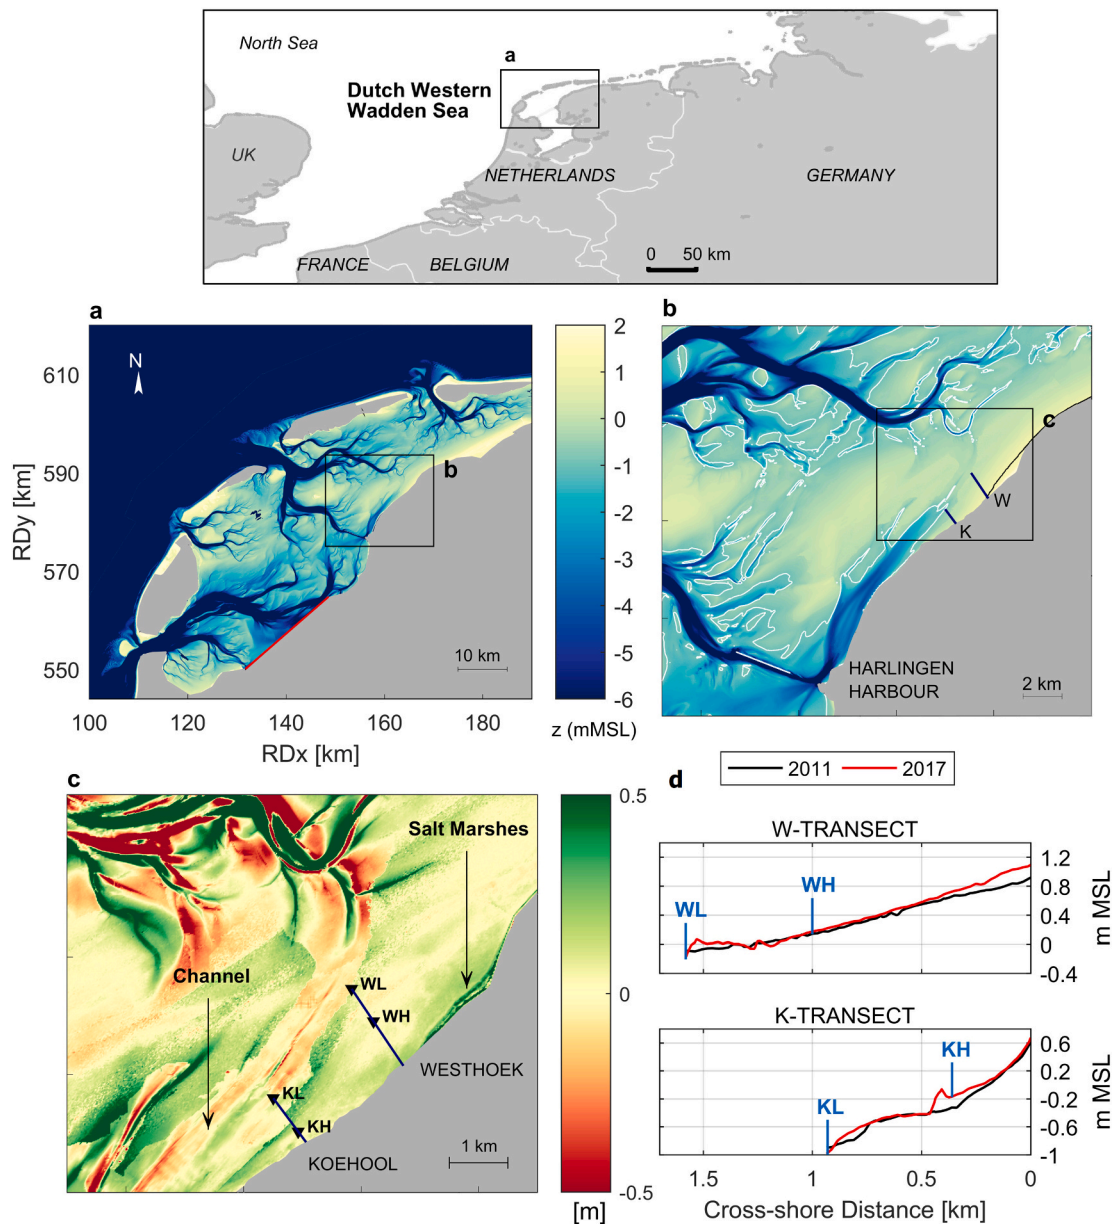 North Sea
a
Dutch Western
Wadden Sea
UK
NETHERLANDS
GERMANY
0 50 km
FRANCE
BELGIUM
a
b
N
610
590
570
550
RDy [km]
b
10 km
100 120 140 160 180
RDx [km]
2
1
0
-1
-2
-3
-4
-5
-6
z (mMSL)
c
W
K
HARLINGEN
HARBOUR
2 km
c
Salt Marshes
Channel
WL
WH
WESTHOEK
KL
KH
KOEHOOL
1 km
0.5
0
-0.5
[m]
d
2011 2017
W-TRANSECT
WL
WH
1.2
0.8
0.4
0
-0.4
m MSL
K-TRANSECT
KL
KH
0.6
0.2
-0.2
-0.6
-1
m MSL
1.5 1 0.5 0
Cross-shore Distance [km]